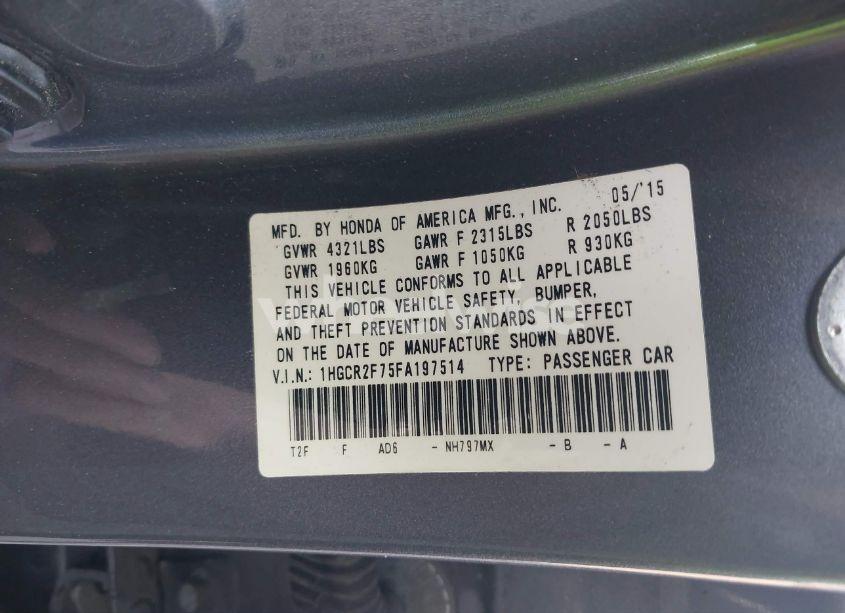 MFD. BY HONDA OF AMERICA MFG., INC. 05/'15
GVWR 4321LBS GAWR F 2315LBS R 2050LBS
GVWR 1960KG GAWR F 1050KG R 930KG
THIS VEHICLE CONFORMS TO ALL APPLICABLE
FEDERAL MOTOR VEHICLE SAFETY, BUMPER,
AND THEFT PREVENTION STANDARDS IN EFFECT
ON THE DATE OF MANUFACTURE SHOWN ABOVE.
V.I.N.: 1HGCR2F75FA197514 TYPE: PASSENGER CAR
T2F F AD6 - NH797MX - B - A